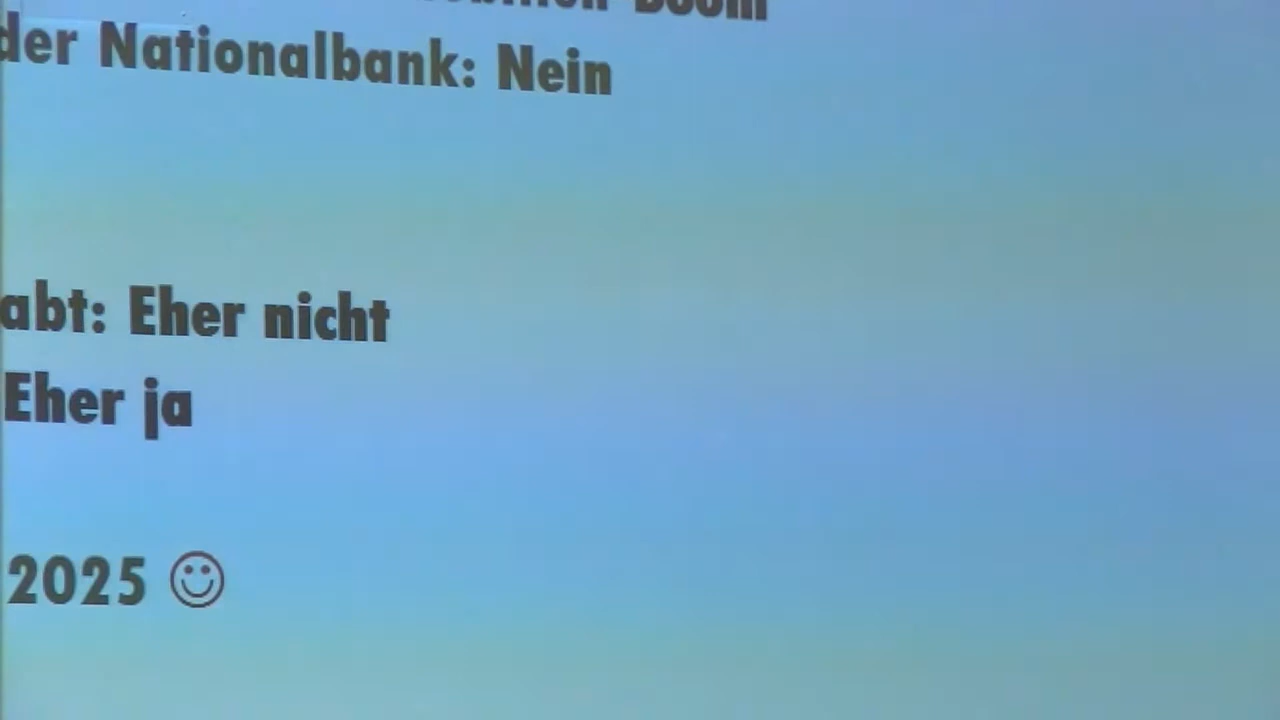 der Nationalbank: Nein
abt: Eher nicht
Eher ja
2025 ☺